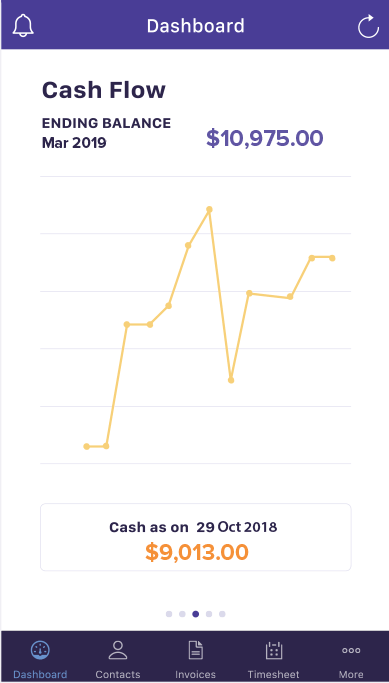 Dashboard
Cash Flow
ENDING BALANCE
Mar 2019
$10,975.00
Cash as on 29 Oct 2018
$9,013.00
Dashboard
Contacts
Invoices
Timesheet
More